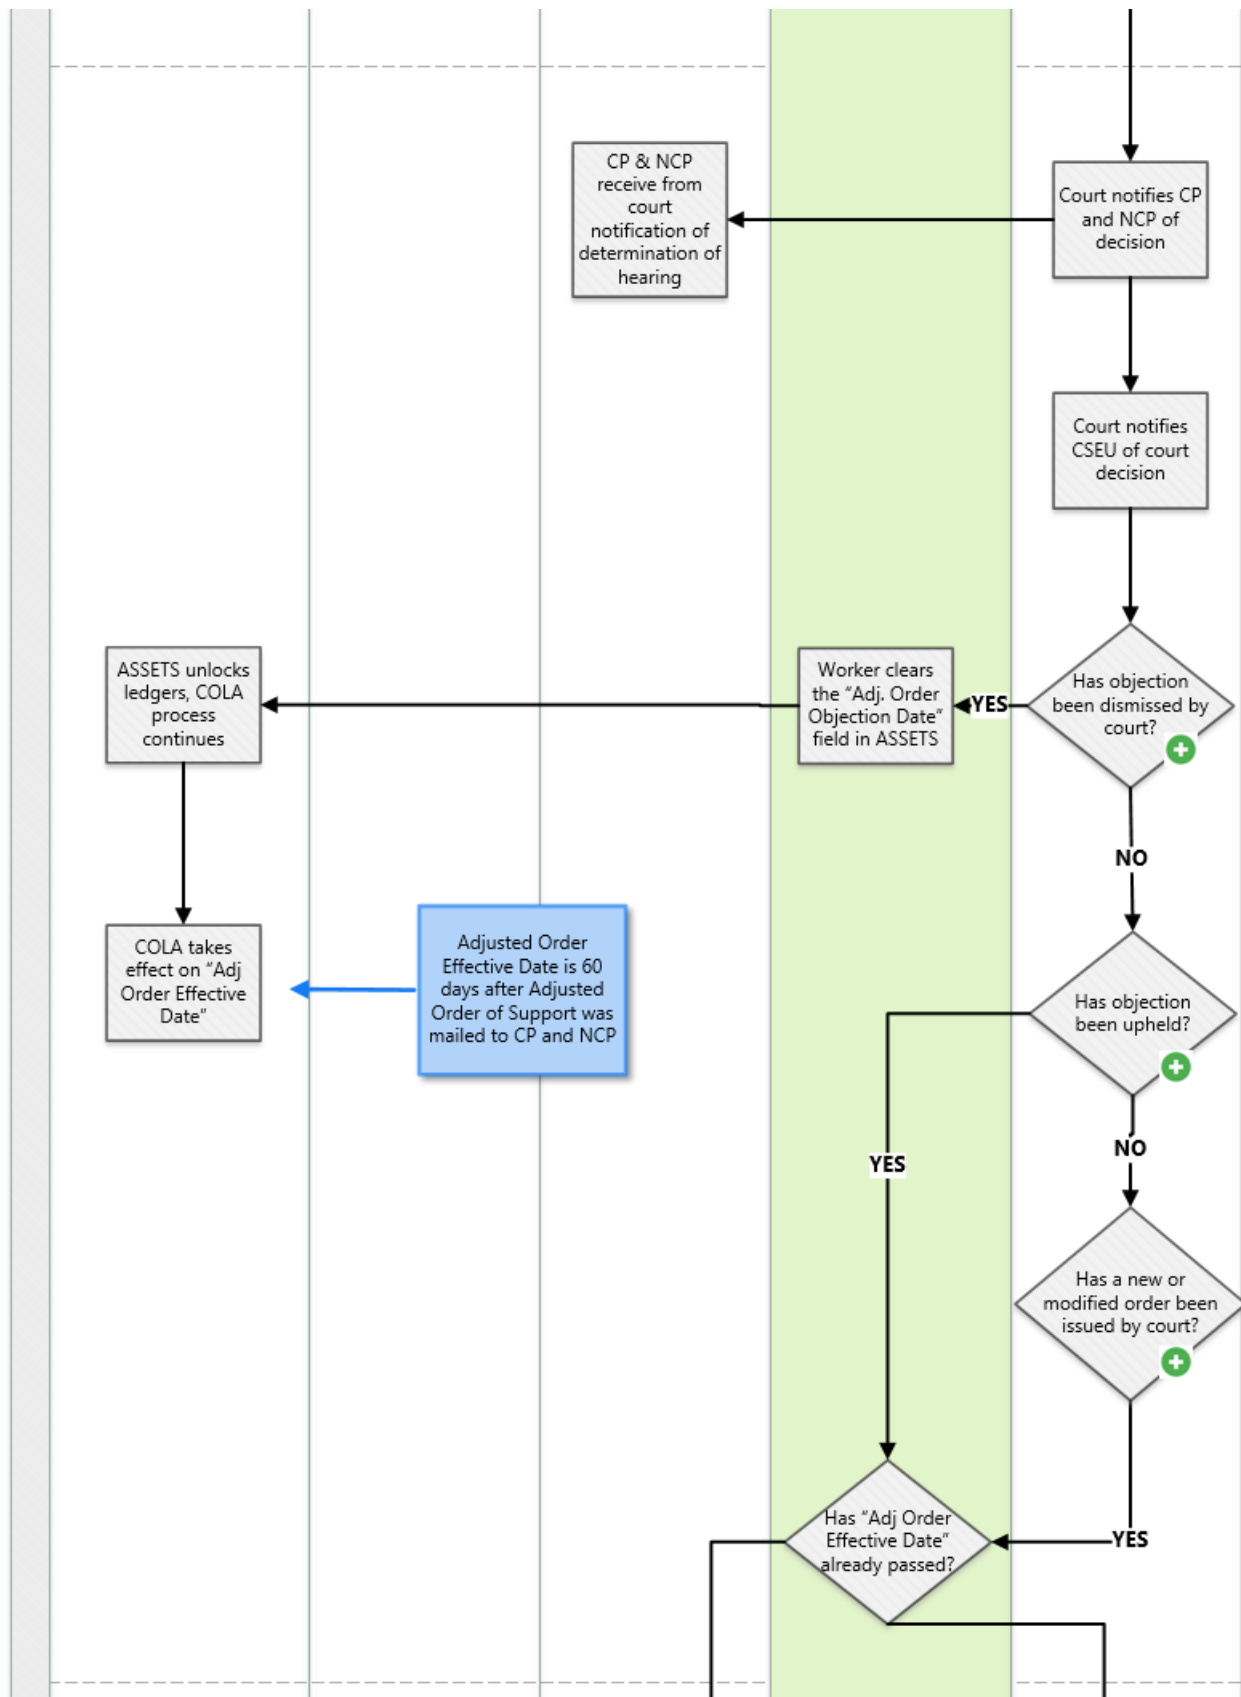 CP & NCP
receive from
court
notification of
determination of
hearing
Court notifies CP
and NCP of
decision
Court notifies
CSEU of court
decision
ASSETS unlocks
ledgers, COLA
process
continues
Worker clears
the “Adj. Order
Objection Date”
field in ASSETS
YES
Has objection
been dismissed by
court?
NO
COLA takes
effect on “Adj
Order Effective
Date”
Adjusted Order
Effective Date is 60
days after Adjusted
Order of Support was
mailed to CP and NCP
Has objection
been upheld?
YES
NO
Has a new or
modified order been
issued by court?
Has “Adj Order
Effective Date”
already passed?
YES